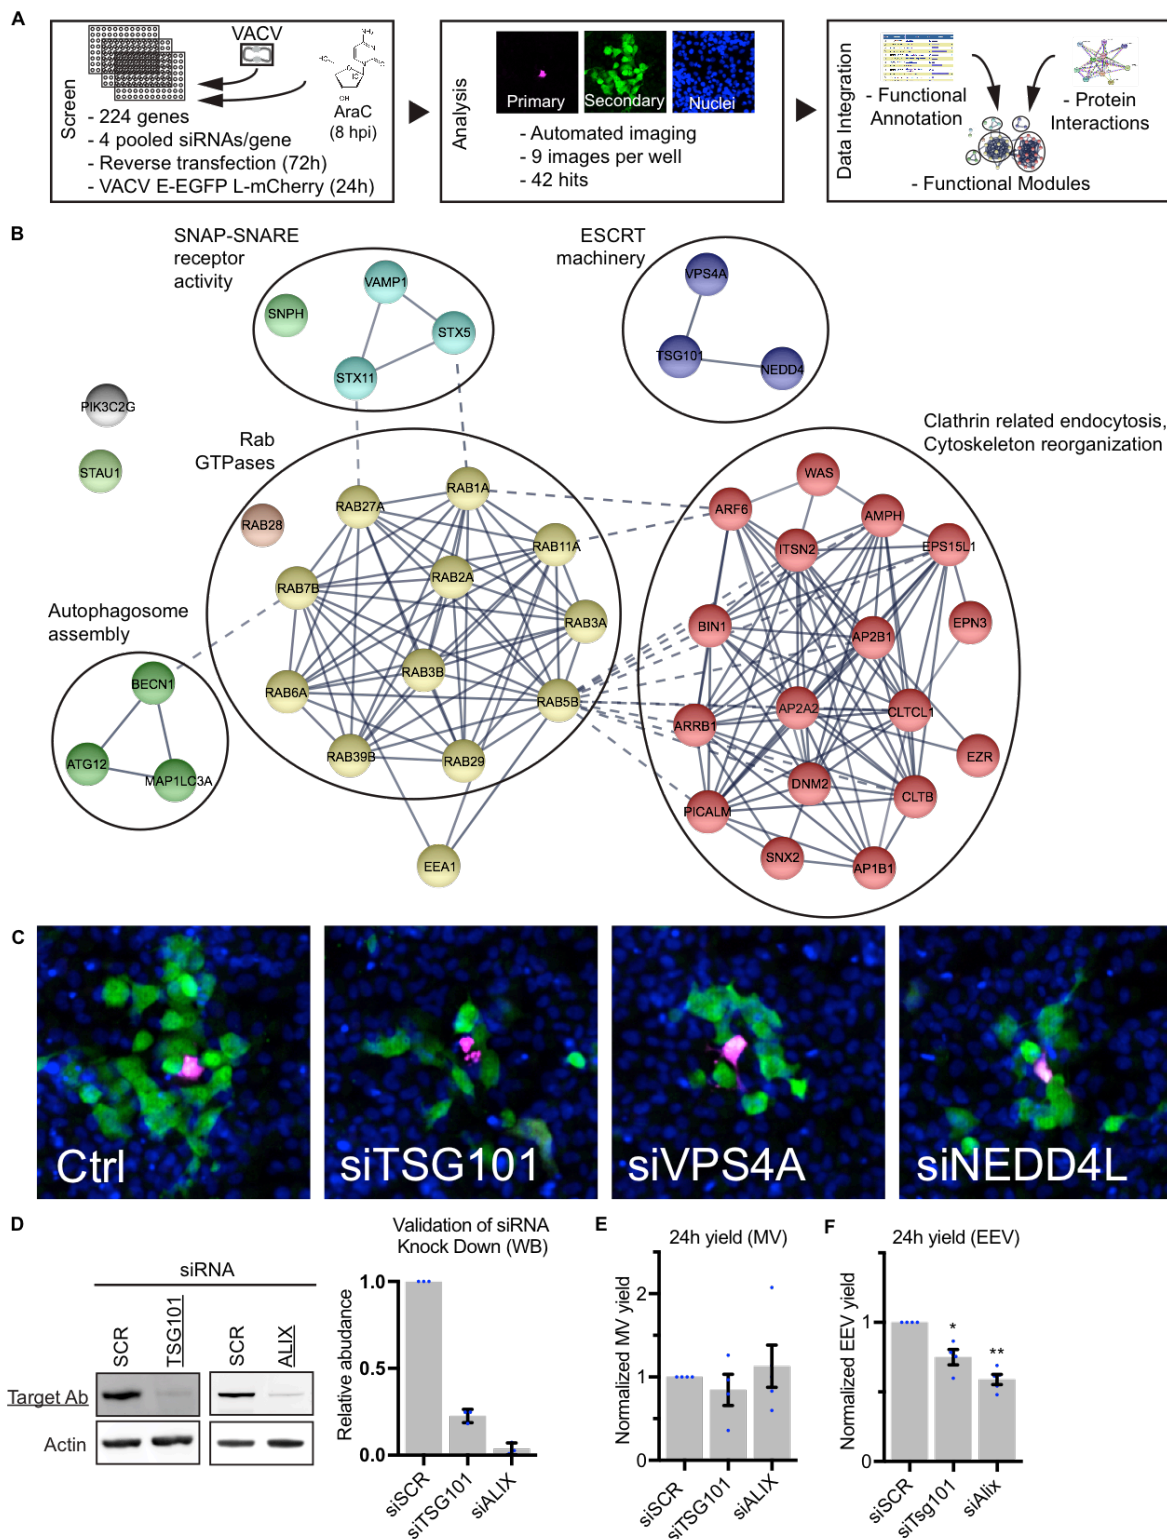 A
Screen
VACV
NH₂
HO
OH
AraC
(8 hpi)
- 224 genes
- 4 pooled siRNAs/gene
- Reverse transfection (72h)
- VACV E-EGFP L-mCherry (24h)
Analysis
Primary
Secondary
Nuclei
- Automated imaging
- 9 images per well
- 42 hits
Data Integration
- Functional
Annotation
- Protein
Interactions
- Functional Modules
B
SNAP-SNARE
receptor
activity
VAMP1
SNPH
STX5
STX11
ESCRT
machinery
VPS4A
TSG101
NEDD4
PIK3C2G
STAU1
Rab
GTPases
RAB27A
RAB1A
RAB28
RAB11A
RAB7B
RAB2A
RAB3A
RAB3B
RAB6A
RAB5B
RAB39B
RAB29
EEA1
Autophagosome
assembly
BECN1
ATG12
MAP1LC3A
Clathrin related endocytosis,
Cytoskeleton reorganization
WAS
ARF6
AMPH
ITSN2
EPS15L1
BIN1
AP2B1
EPN3
ARRB1
AP2A2
CLTCL1
EZR
DNM2
CLTB
PICALM
SNX2
AP1B1
C
Ctrl
siTSG101
siVPS4A
siNEDD4L
D
siRNA
SCR
TSG101
SCR
ALIX
Target Ab
Actin
Validation of siRNA
Knock Down (WB)
Relative abudance
1.0
0.5
0.0
siSCR
siTSG101
siALIX
E
24h yield (MV)
Normalized MV yield
2
1
0
siSCR
siTSG101
siALIX
F
24h yield (EEV)
Normalized EEV yield
1
0
*
**
siSCR
siTsg101
siAlix